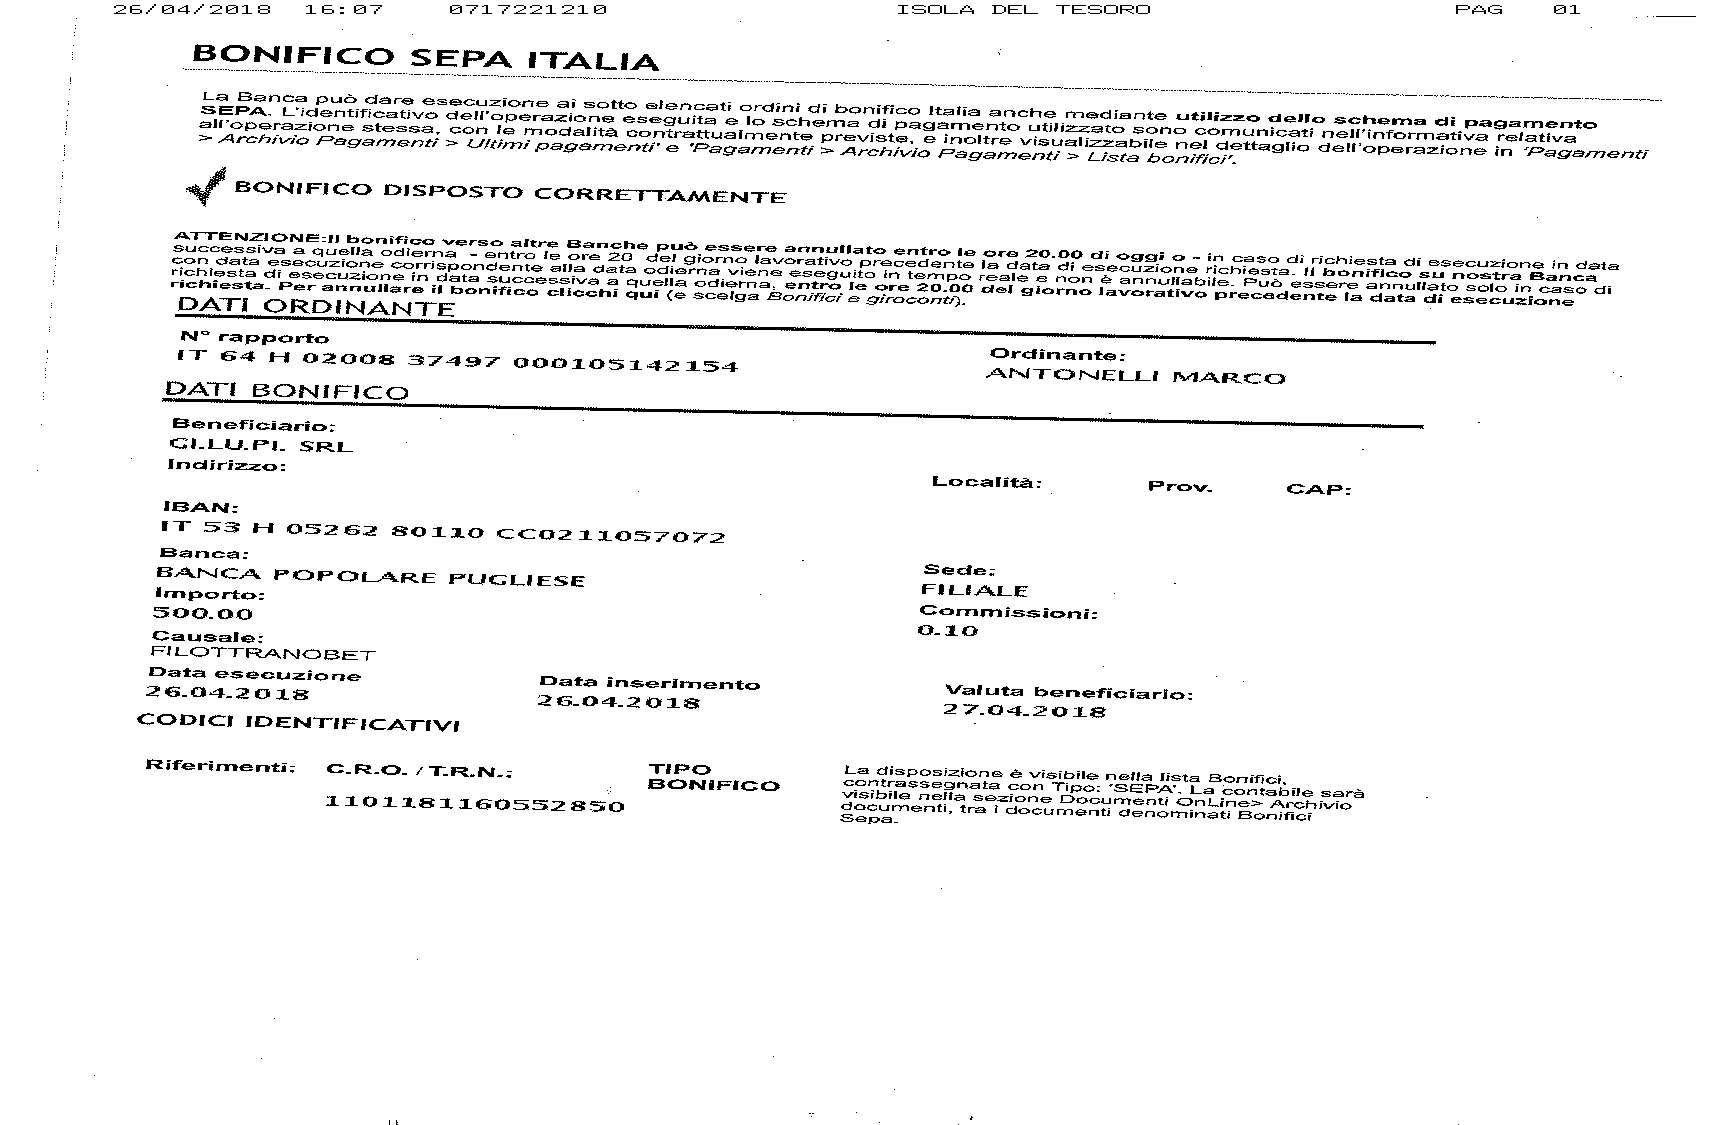 26/04/2018 16:07 0717221210 ISOLA DEL TESORO PAG 01
BONIFICO SEPA ITALIA
La Banca può dare esecuzione ai sotto elencati ordini di bonifico Italia anche mediante utilizzo dello schema di pagamento
SEPA. L'identificativo dell'operazione eseguita e lo schema di pagamento utilizzato sono comunicati nell'informativa relativa
all'operazione stessa, con le modalità contrattualmente previste, e inoltre visualizzabile nel dettaglio dell'operazione in 'Pagamenti
> Archivio Pagamenti > Ultimi pagamenti' e 'Pagamenti > Archivio Pagamenti > Lista bonifici'.
BONIFICO DISPOSTO CORRETTAMENTE
ATTENZIONE:Il bonifico verso altre Banche può essere annullato entro le ore 20.00 di oggi o - in caso di richiesta di esecuzione in data
successiva a quella odierna - entro le ore 20 del giorno lavorativo precedente la data di esecuzione richiesta. Il bonifico su nostra Banca
con data esecuzione corrispondente alla data odierna viene eseguito in tempo reale e non è annullabile. Può essere annullato solo in caso di
richiesta di esecuzione in data successiva a quella odierna, entro le ore 20.00 del giorno lavorativo precedente la data di esecuzione
richiesta. Per annullare il bonifico clicchi qui (e scelga Bonifici e giroconti).
DATI ORDINANTE
N° rapporto Ordinante:
IT 64 H 02008 37497 000105142154 ANTONELLI MARCO
DATI BONIFICO
Beneficiario:
GI.LU.PI. SRL
Indirizzo: Località: Prov. CAP:
IBAN:
IT 53 H 05262 80110 CC0211057072
Banca: Sede:
BANCA POPOLARE PUGLIESE FILIALE
Importo: Commissioni:
500.00 0.10
Causale:
FILOTTRANOBET
Data esecuzione Data inserimento Valuta beneficiario:
26.04.2018 26.04.2018 27.04.2018
CODICI IDENTIFICATIVI
Riferimenti: C.R.O. / T.R.N.: TIPO BONIFICO
1101181160552850
La disposizione è visibile nella lista Bonifici,
contrassegnata con Tipo: 'SEPA'. La contabile sarà
visibile nella sezione Documenti OnLine> Archivio
documenti, tra i documenti denominati Bonifici
Sepa.